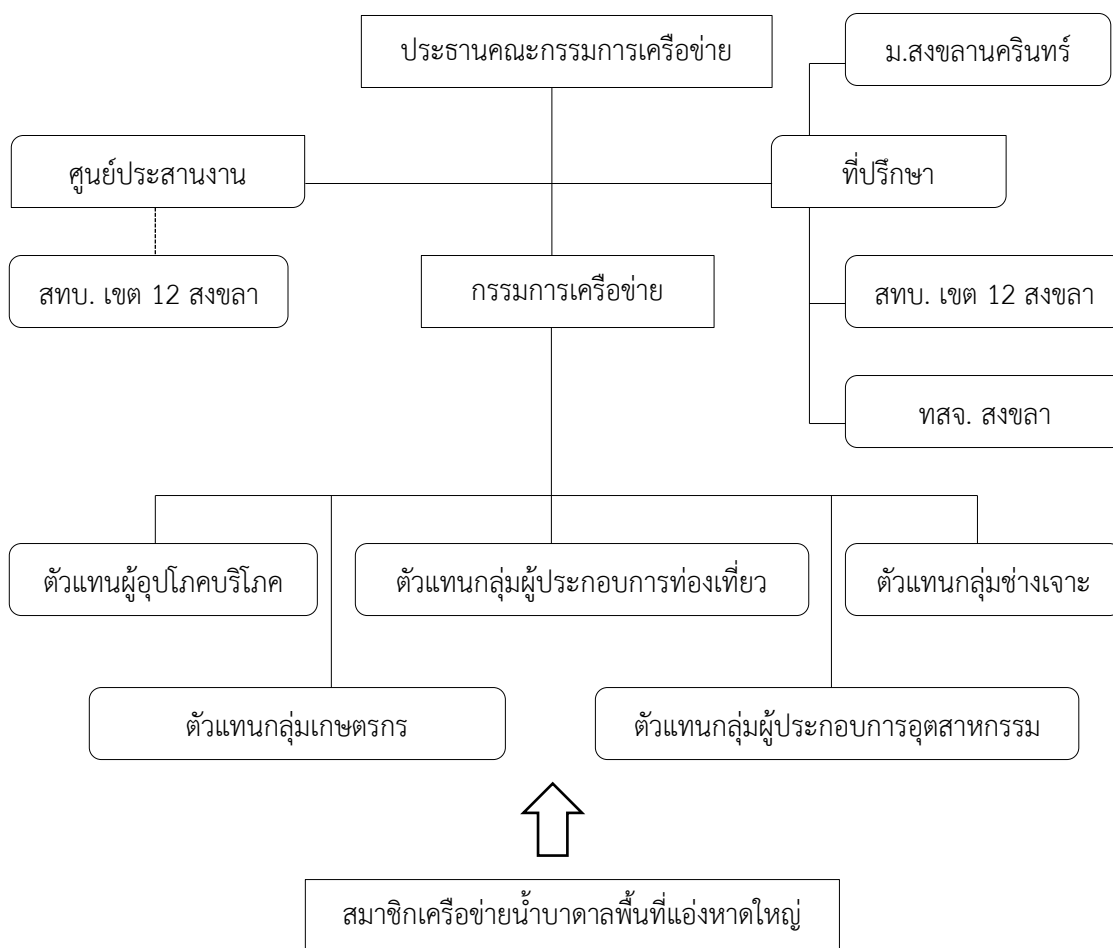 ประธานคณะกรรมการเครือข่าย
ม.สงขลานครินทร์
ศูนย์ประสานงาน
ที่ปรึกษา
สทบ. เขต 12 สงขลา
กรรมการเครือข่าย
สทบ. เขต 12 สงขลา
ทสจ. สงขลา
ตัวแทนผู้อุปโภคบริโภค
ตัวแทนกลุ่มผู้ประกอบการท่องเที่ยว
ตัวแทนกลุ่มช่างเจาะ
ตัวแทนกลุ่มเกษตรกร
ตัวแทนกลุ่มผู้ประกอบการอุตสาหกรรม
สมาชิกเครือข่ายน้ำบาดาลพื้นที่แอ่งหาดใหญ่